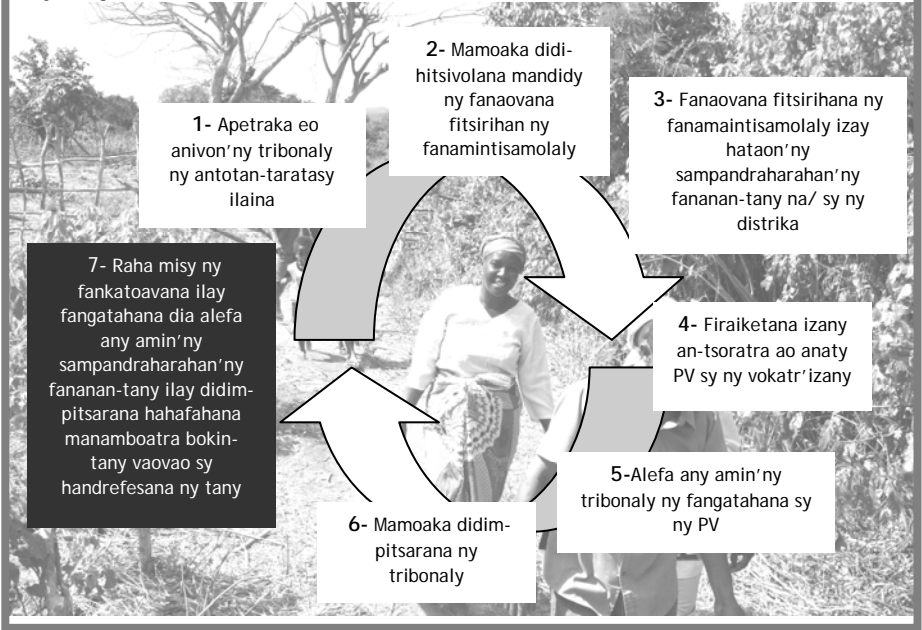 1- Apetraka eo
anivon'ny tribonaly
ny antotan-taratasy
ilaina
2- Mamoaka didi-
hitsivolana mandidy
ny fanaovana
fitsirihan ny
fanamintisamolaly
3- Fanaovana fitsirihana ny
fanamaintisamolaly izay
hataon'ny
sampandraharahan'ny
fananan-tany na/ sy ny
distrika
4- Firaiketana izany
an-tsoratra ao anaty
PV sy ny vokatr'izany
5-Alefa any amin'ny
tribonaly ny fangatahana sy
ny PV
6- Mamoaka didim-
pitsarana ny
tribonaly
7- Raha misy ny
fankatoavana ilay
fangatahana dia alefa
any amin'ny
sampandraharahan'ny
fananan-tany ilay didim-
pitsarana hahafahana
manamboatra bokin-
tany vaovao sy
handrefesana ny tany